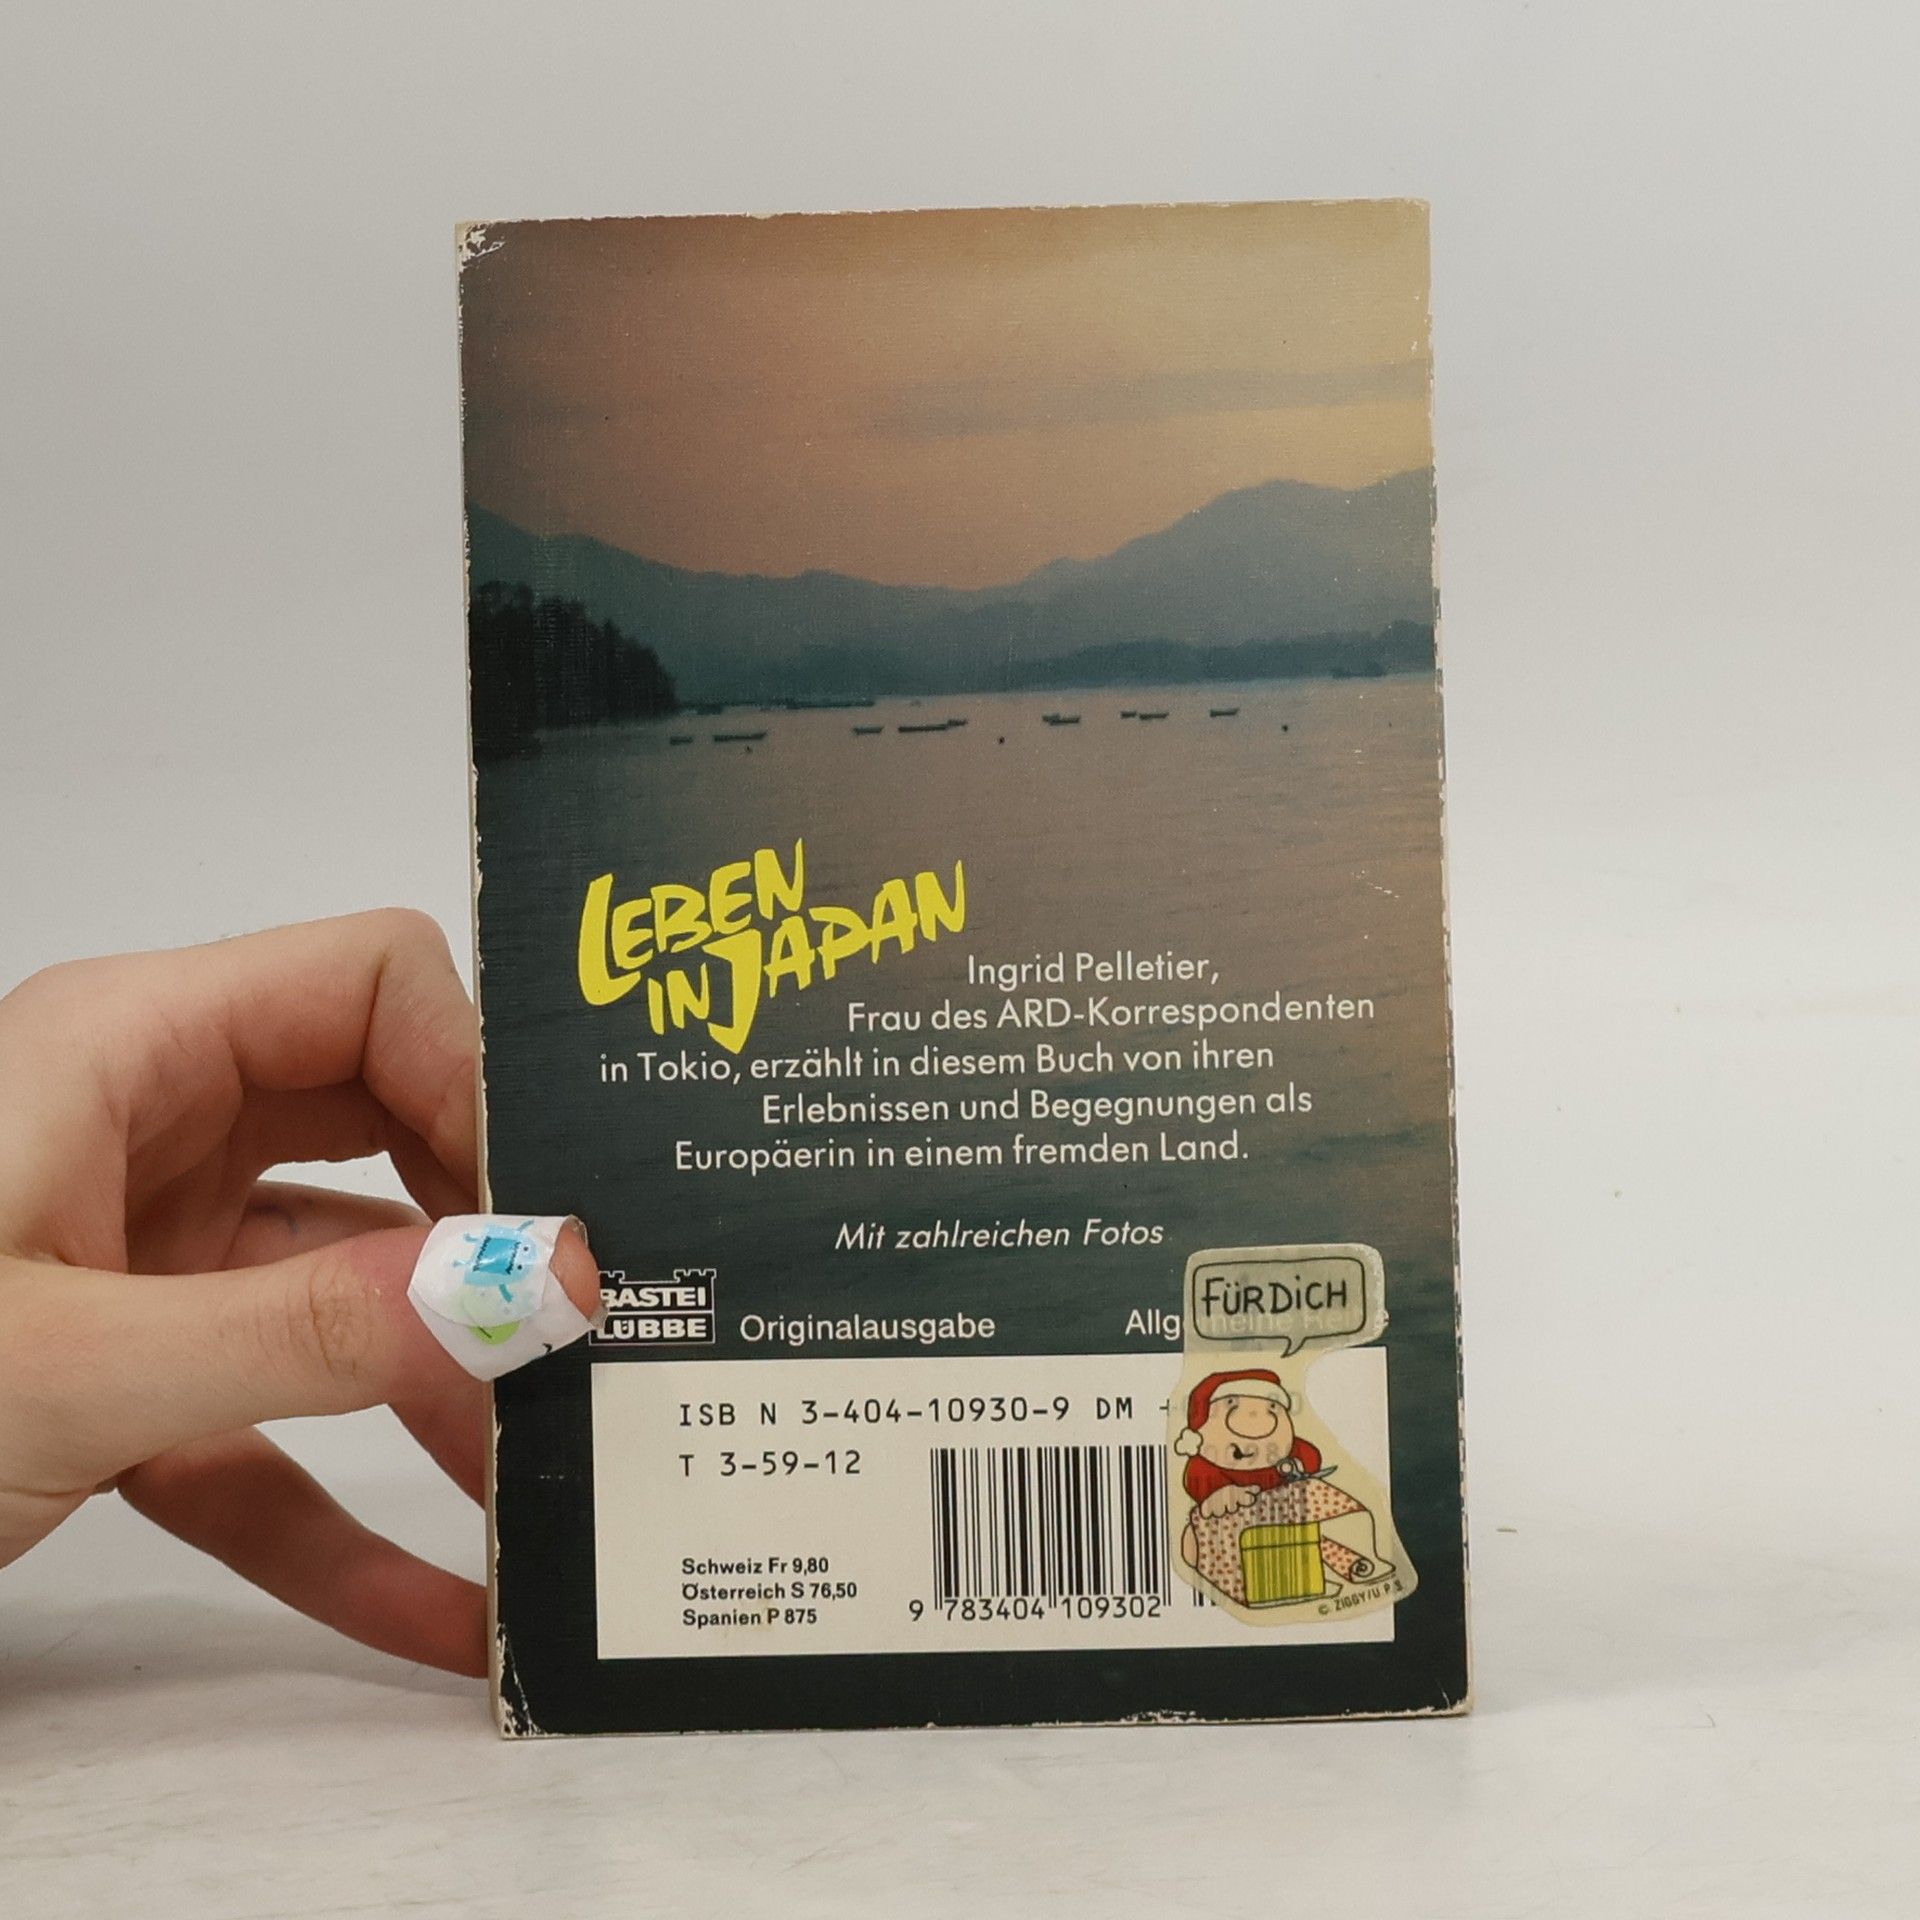 LEBEN
IN JAPAN
Ingrid Pelletier,
Frau des ARD-Korrespondenten
in Tokio, erzählt in diesem Buch von ihren
Erlebnissen und Begegnungen als
Europäerin in einem fremden Land.
Mit zahlreichen Fotos
BASTEI
LÜBBE
Originalausgabe
FÜR DICH
ISB N 3-404-10930-9 DM
T 3-59-12
Schweiz Fr 9,80
Österreich S 76,50
Spanien P 875
9 783404 109302
© ZIGGY/U P S